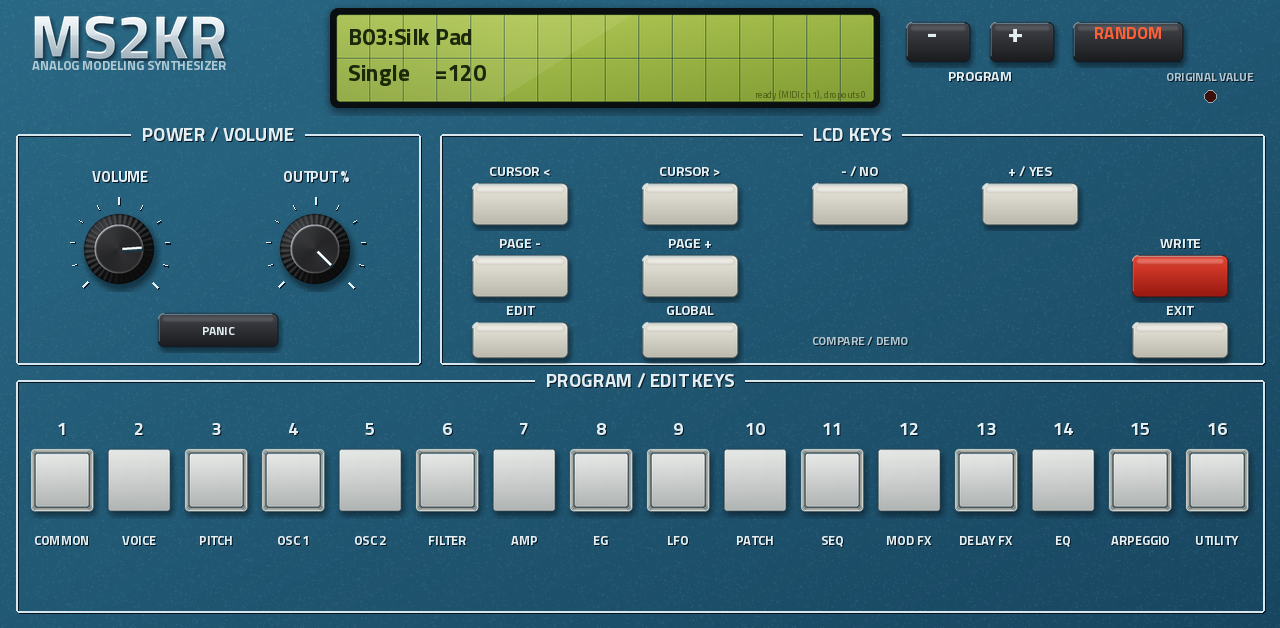 MS2KR
ANALOG MODELING SYNTHESIZER
B03:Silk Pad
Single =120
ready (MIDI ch 1), dropouts 0
- + RANDOM
PROGRAM
ORIGINAL VALUE
POWER / VOLUME
VOLUME OUTPUT %
PANIC
LCD KEYS
CURSOR < CURSOR > - / NO + / YES
PAGE - PAGE + WRITE
EDIT GLOBAL EXIT
COMPARE / DEMO
PROGRAM / EDIT KEYS
1 2 3 4 5 6 7 8 9 10 11 12 13 14 15 16
COMMON VOICE PITCH OSC 1 OSC 2 FILTER AMP EG LFO PATCH SEQ MOD FX DELAY FX EQ ARPEGGIO UTILITY